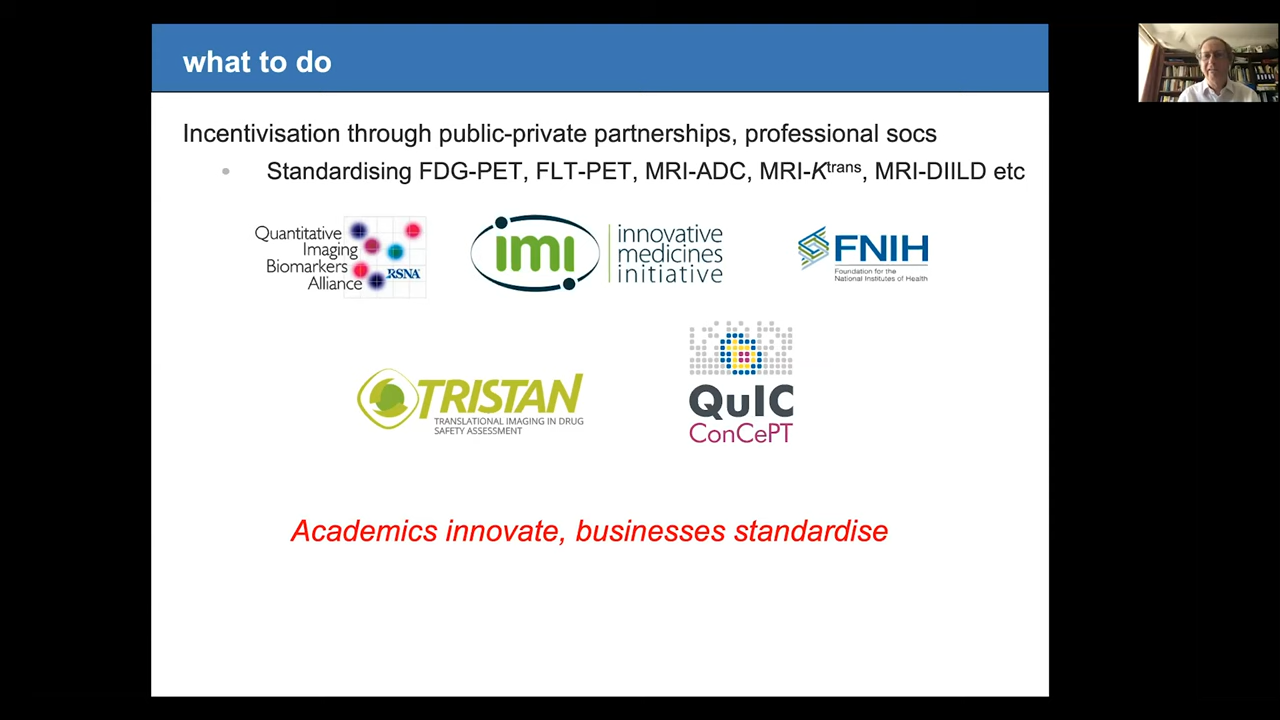 what to do
Incentivisation through public-private partnerships, professional socs
• Standardising FDG-PET, FLT-PET, MRI-ADC, MRI-Ktrans, MRI-DIILD etc
Quantitative
Imaging
Biomarkers
Alliance
RSNA
imi
innovative
medicines
initiative
FNIH
Foundation for the
National Institutes of Health
TRISTAN
TRANSLATIONAL IMAGING IN DRUG
SAFETY ASSESSMENT
QuIC
ConCePT
Academics innovate, businesses standardise